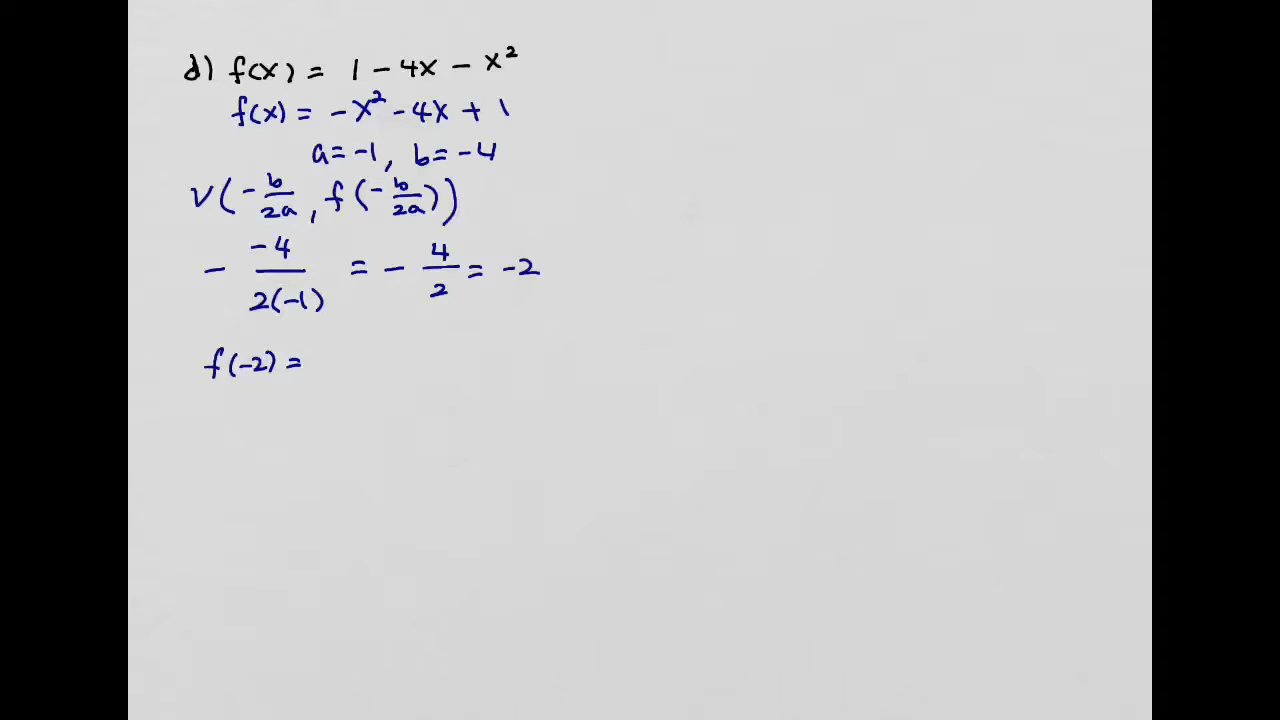 d) f(x) = 1 - 4x - x²
f(x) = -x² - 4x + 1
a = -1, b = -4
V(-b/2a, f(-b/2a))
- -4/2(-1) = - 4/2 = -2
f(-2) =